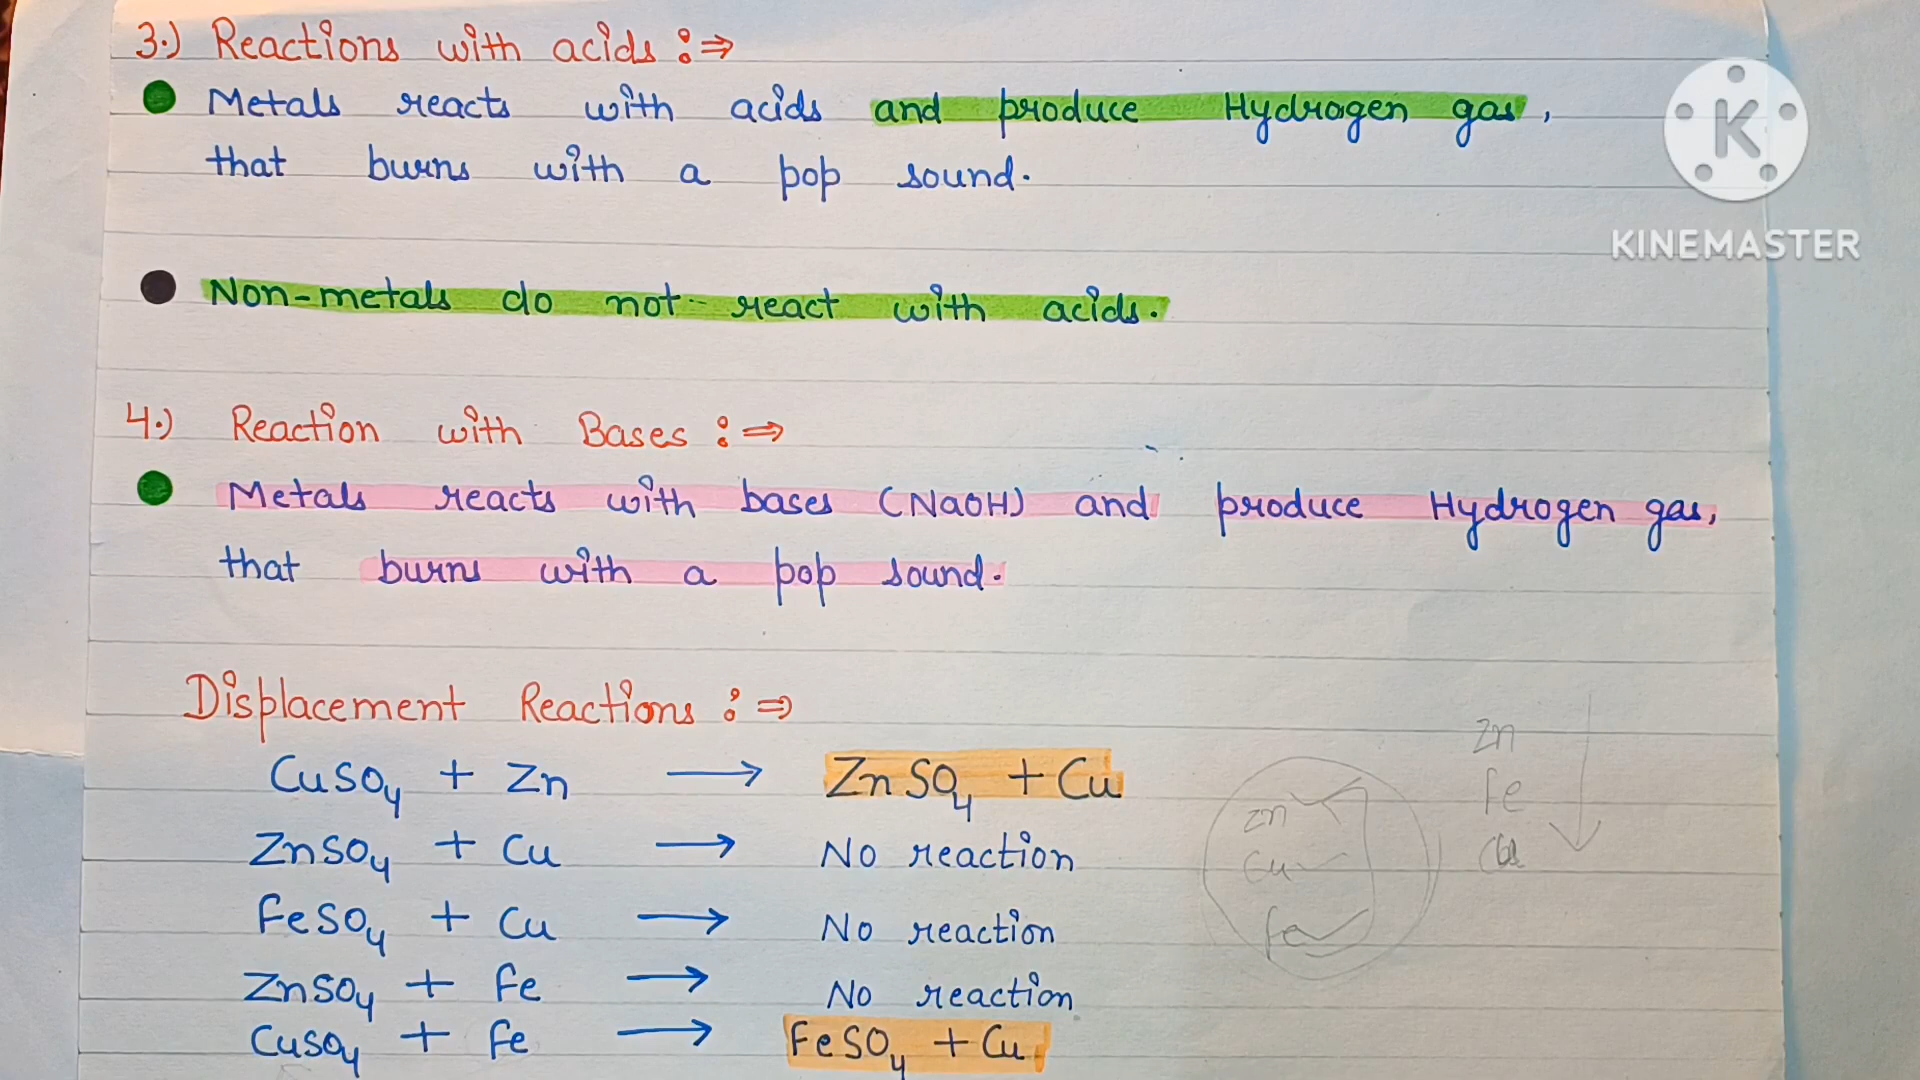 3.) Reactions with acids :⇒
Metals reacts with acids and produce Hydrogen gas,
that burns with a pop sound.
K
KINEMASTER
Non-metals do not react with acids.
4.) Reaction with Bases :⇒
Metals reacts with bases (NaOH) and produce Hydrogen gas,
that burns with a pop sound.
Displacement Reactions :⇒
CuSO₄ + Zn → ZnSO₄ + Cu
ZnSO₄ + Cu → No reaction
FeSO₄ + Cu → No reaction
ZnSO₄ + Fe → No reaction
CuSO₄ + Fe → FeSO₄ + Cu
Zn
Cu
Fe
Zn
Fe